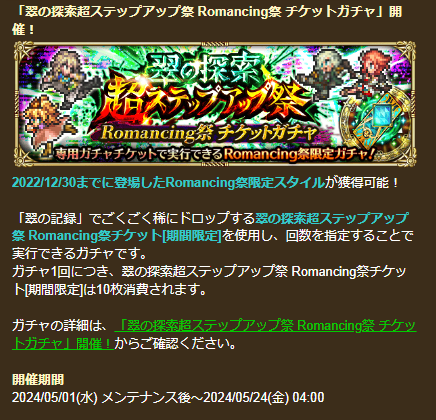 「翠の探索超ステップアップ祭 Romancing祭 チケットガチャ」開
催！
翠の探索
超ステップアップ祭
Romancing祭 チケットガチャ
専用ガチャチケットで実行できるRomancing祭限定ガチャ!
2022/12/30までに登場したRomancing祭限定スタイルが獲得可能！
「翠の記録」でごくごく稀にドロップする翠の探索超ステップアップ
祭 Romancing祭チケット[期間限定]を使用し、回数を指定することで
実行できるガチャです。
ガチャ1回につき、翠の探索超ステップアップ祭 Romancing祭チケッ
ト[期間限定]は10枚消費されます。
ガチャの詳細は、「翠の探索超ステップアップ祭 Romancing祭 チケッ
トガチャ」開催！からご確認ください。
開催期間
2024/05/01(水) メンテナンス後～2024/05/24(金) 04:00